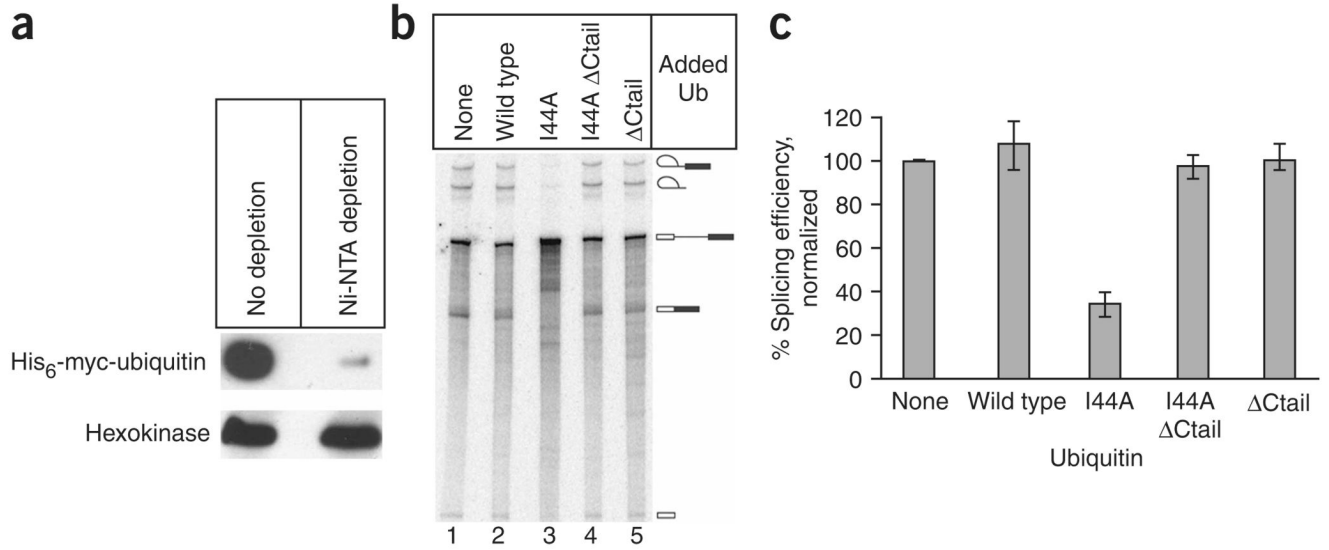 a
No depletion
Ni-NTA depletion
His6-myc-ubiquitin
Hexokinase
b
None
Wild type
I44A
I44A ΔCtail
ΔCtail
Added
Ub
1 2 3 4 5
c
% Splicing efficiency,
normalized
120
100
80
60
40
20
0
None Wild type I44A I44A ΔCtail
ΔCtail
Ubiquitin